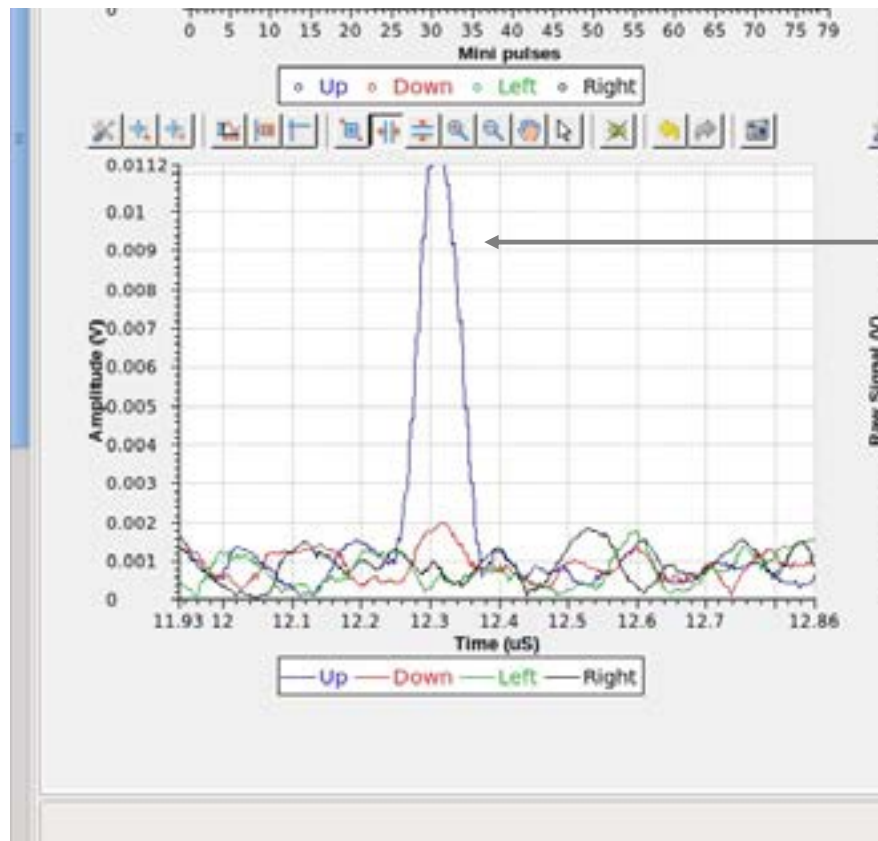 0 5 10 15 20 25 30 35 40 45 50 55 60 65 70 75 79
Mini pulses
Up Down Left Right
0.0112
0.01
0.009
0.008
0.007
0.006
0.005
0.004
0.003
0.002
0.001
0
Amplitude (V)
11.93 12 12.1 12.2 12.3 12.4 12.5 12.6 12.7 12.86
Time (uS)
Up Down Left Right
Raw Signal (V)